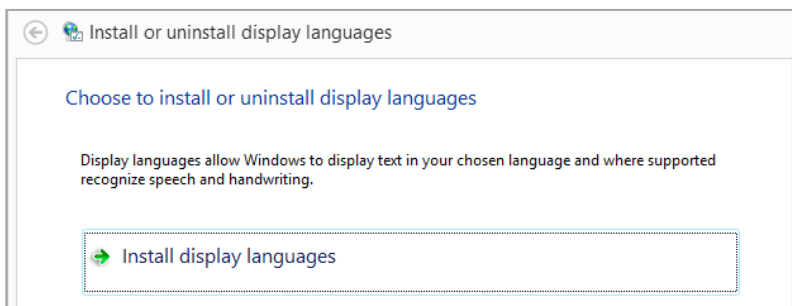 Install or uninstall display languages
Choose to install or uninstall display languages
Display languages allow Windows to display text in your chosen language and where supported
recognize speech and handwriting.
Install display languages